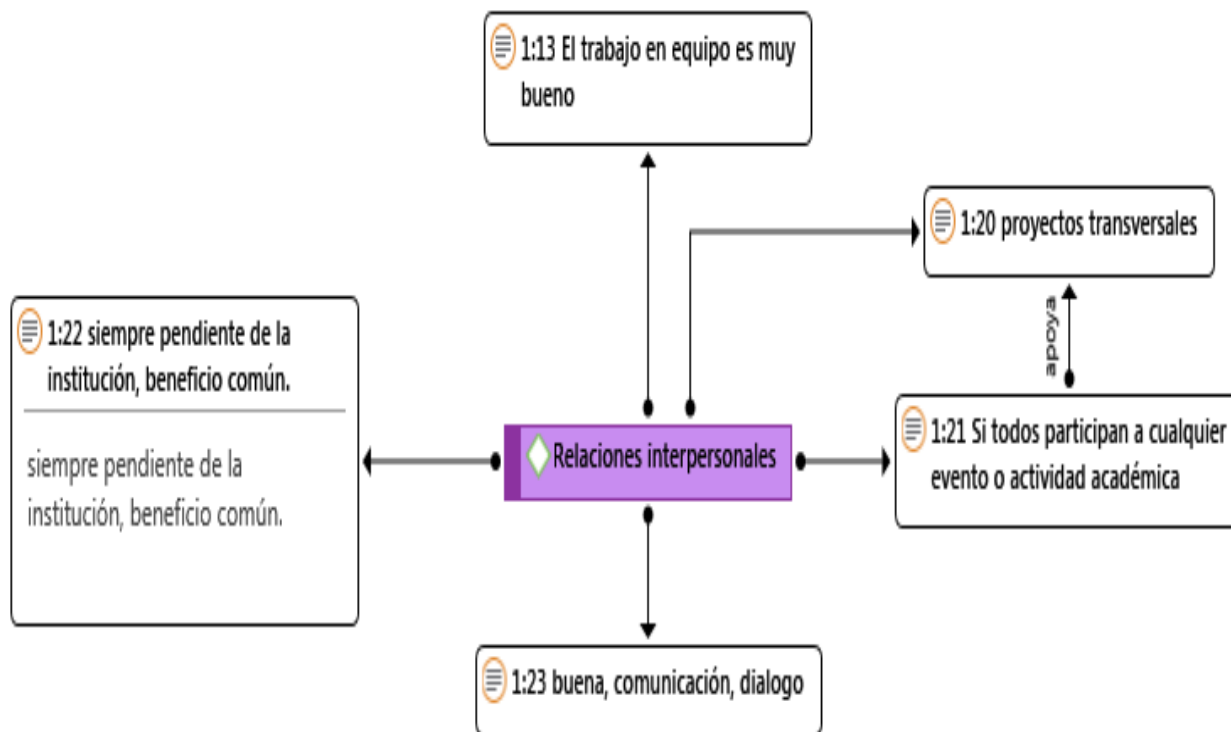 1:13 El trabajo en equipo es muy
bueno
1:20 proyectos transversales
apoya
1:22 siempre pendiente de la
institución, beneficio común.
siempre pendiente de la
institución, beneficio común.
Relaciones interpersonales
1:21 Si todos participan a cualquier
evento o actividad académica
1:23 buena, comunicación, dialogo